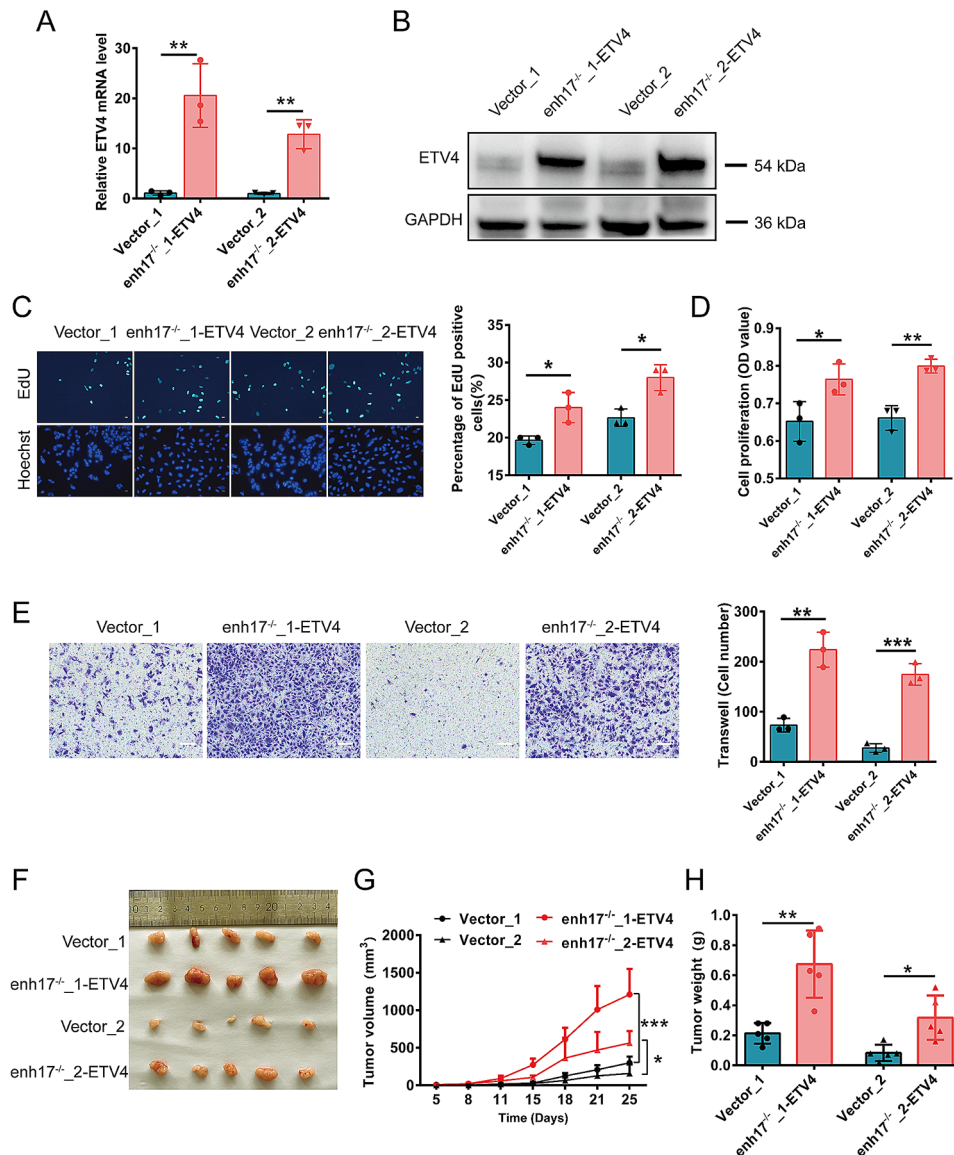 A
Relative ETV4 mRNA level
30
20
10
0
**
**
Vector_1
enh17⁻/⁻_1-ETV4
Vector_2
enh17⁻/⁻_2-ETV4
B
Vector_1
enh17⁻/⁻_1-ETV4
Vector_2
enh17⁻/⁻_2-ETV4
ETV4
54 kDa
GAPDH
36 kDa
C
Vector_1 enh17⁻/⁻_1-ETV4 Vector_2 enh17⁻/⁻_2-ETV4
EdU
Hoechst
Percentage of EdU positive
cells(%)
35
30
25
20
15
*
*
Vector_1
enh17⁻/⁻_1-ETV4
Vector_2
enh17⁻/⁻_2-ETV4
D
Cell proliferation (OD value)
0.9
0.8
0.7
0.6
0.5
*
**
Vector_1
enh17⁻/⁻_1-ETV4
Vector_2
enh17⁻/⁻_2-ETV4
E
Vector_1 enh17⁻/⁻_1-ETV4 Vector_2 enh17⁻/⁻_2-ETV4
Transwell (Cell number)
300
200
100
0
**
***
Vector_1
enh17⁻/⁻_1-ETV4
Vector_2
enh17⁻/⁻_2-ETV4
F
Vector_1
enh17⁻/⁻_1-ETV4
Vector_2
enh17⁻/⁻_2-ETV4
G
Vector_1 enh17⁻/⁻_1-ETV4
Vector_2 enh17⁻/⁻_2-ETV4
Tumor volume (mm³)
2000
1500
1000
500
0
***
*
5 8 11 15 18 21 25
Time (Days)
H
Tumor weight (g)
1.2
1.0
0.8
0.6
0.4
0.2
0.0
**
*
Vector_1
enh17⁻/⁻_1-ETV4
Vector_2
enh17⁻/⁻_2-ETV4